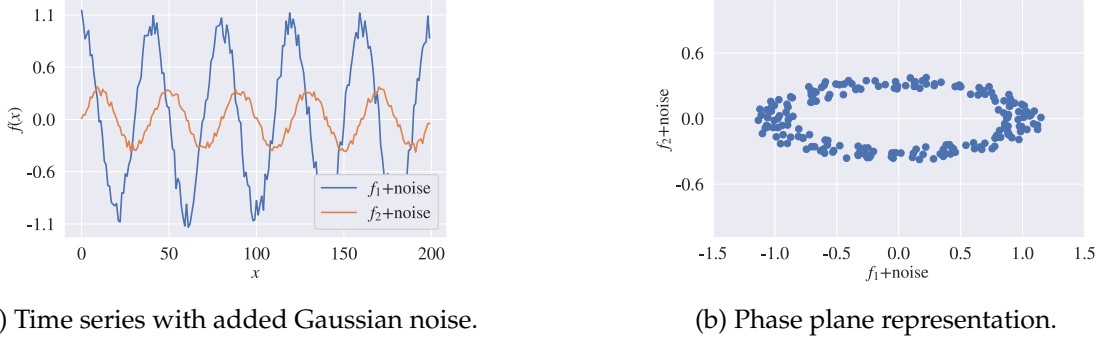 1.1
0.6
0.0
-0.6
-1.1
f(x)
f₁+noise
f₂+noise
0 50 100 150 200
x
) Time series with added Gaussian noise.
0.6
0.0
-0.6
f₂+noise
-1.5 -1.0 -0.5 0.0 0.5 1.0 1.5
f₁+noise
(b) Phase plane representation.